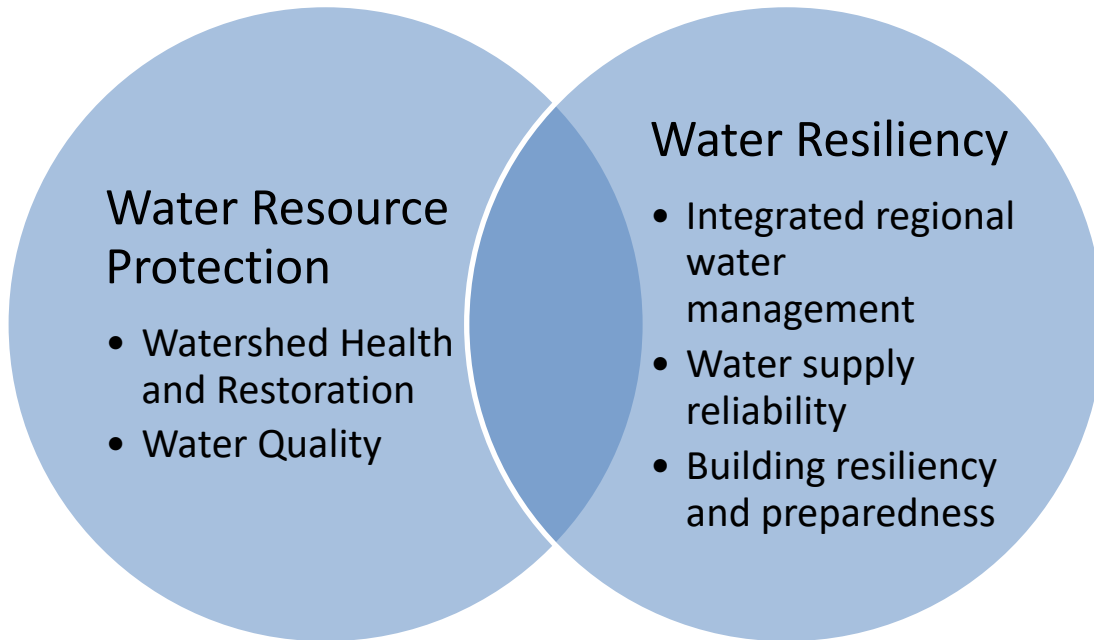 Water Resource
Protection
• Watershed Health
and Restoration
• Water Quality
Water Resiliency
• Integrated regional
water
management
• Water supply
reliability
• Building resiliency
and preparedness